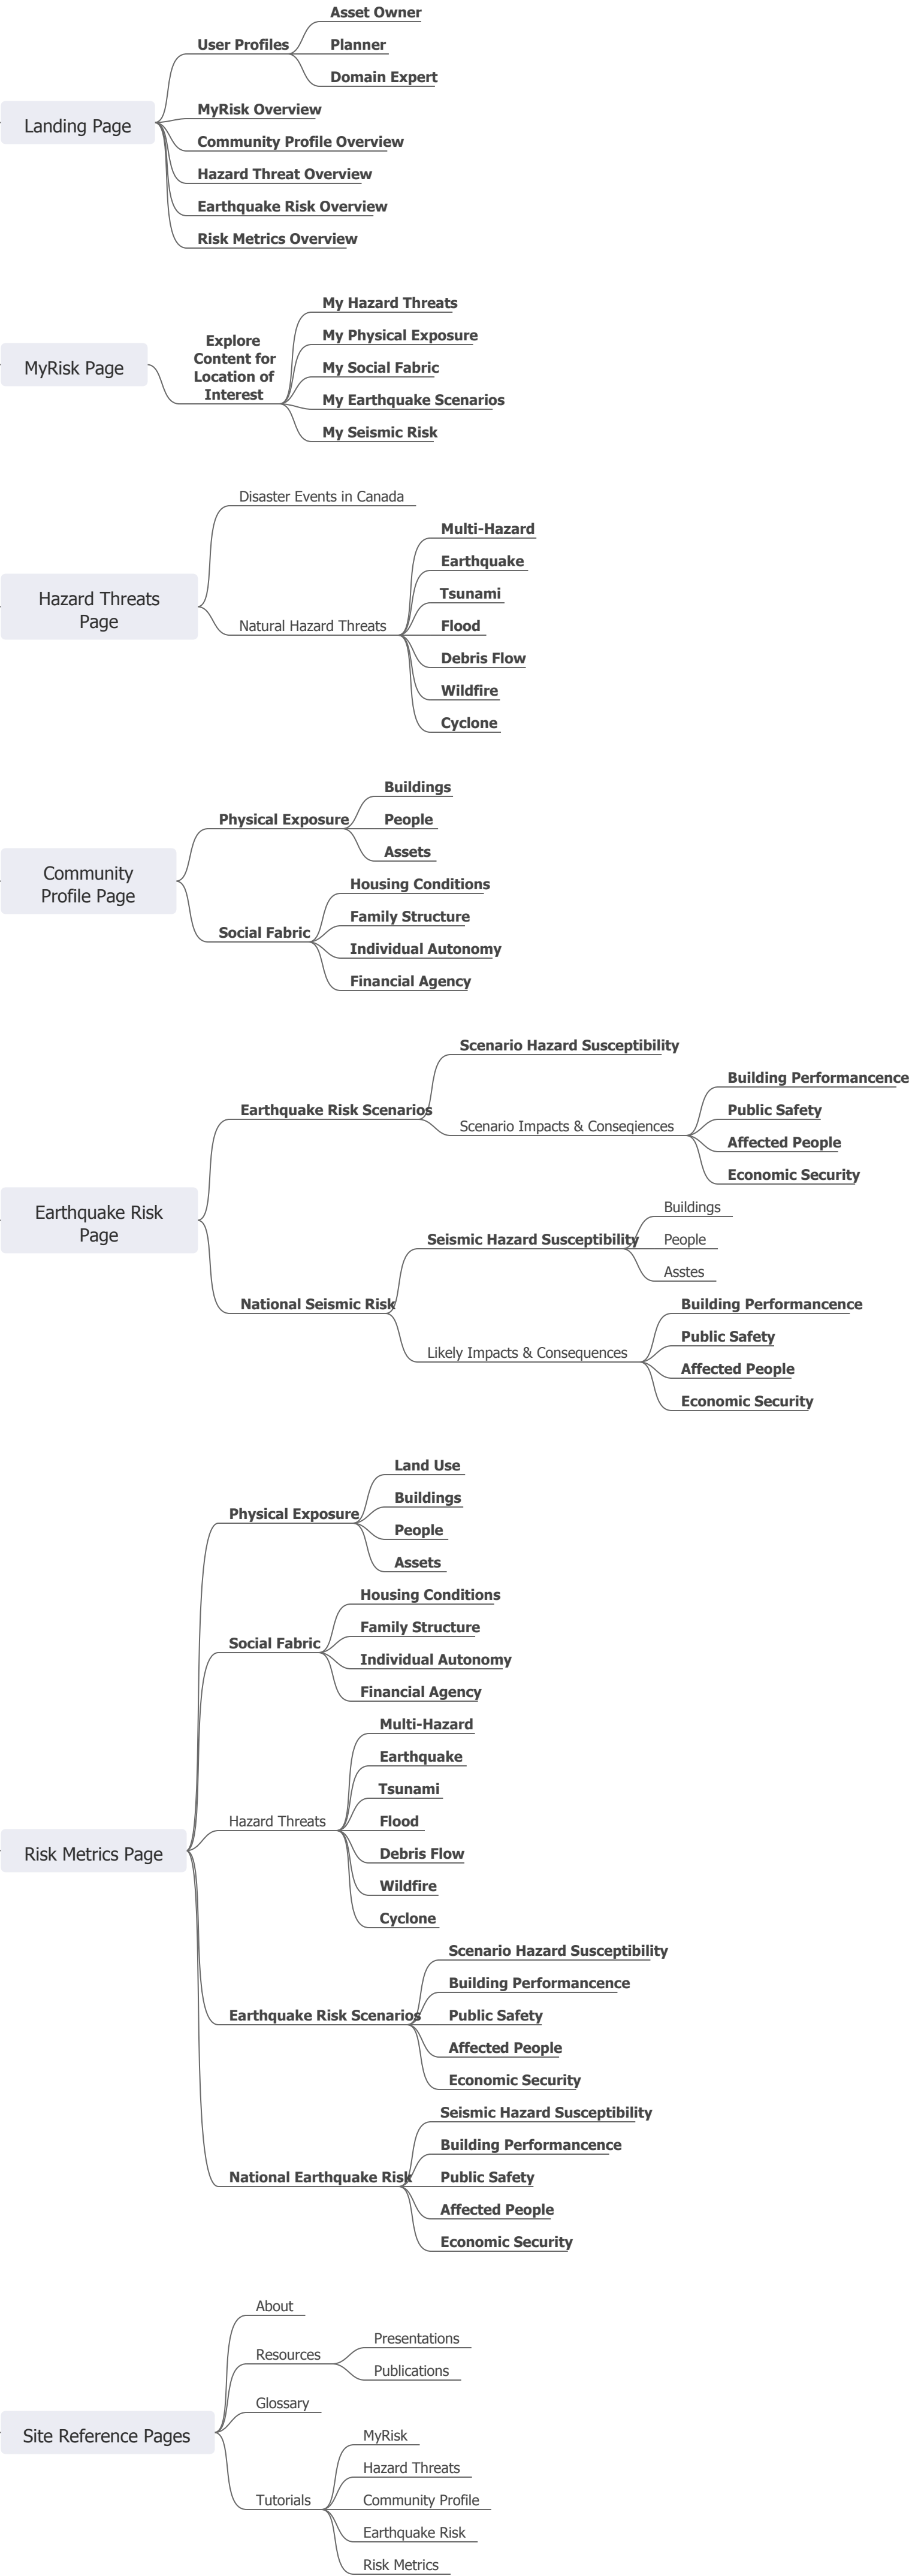 Landing Page
User Profiles
Asset Owner
Planner
Domain Expert
MyRisk Overview
Community Profile Overview
Hazard Threat Overview
Earthquake Risk Overview
Risk Metrics Overview
MyRisk Page
Explore
Content for
Location of
Interest
My Hazard Threats
My Physical Exposure
My Social Fabric
My Earthquake Scenarios
My Seismic Risk
Hazard Threats
Page
Disaster Events in Canada
Natural Hazard Threats
Multi-Hazard
Earthquake
Tsunami
Flood
Debris Flow
Wildfire
Cyclone
Community
Profile Page
Physical Exposure
Buildings
People
Assets
Social Fabric
Housing Conditions
Family Structure
Individual Autonomy
Financial Agency
Earthquake Risk
Page
Earthquake Risk Scenarios
Scenario Hazard Susceptibility
Scenario Impacts & Conseqiences
Building Performancence
Public Safety
Affected People
Economic Security
National Seismic Risk
Seismic Hazard Susceptibility
Buildings
People
Asstes
Likely Impacts & Consequences
Building Performancence
Public Safety
Affected People
Economic Security
Risk Metrics Page
Physical Exposure
Land Use
Buildings
People
Assets
Social Fabric
Housing Conditions
Family Structure
Individual Autonomy
Financial Agency
Hazard Threats
Multi-Hazard
Earthquake
Tsunami
Flood
Debris Flow
Wildfire
Cyclone
Earthquake Risk Scenarios
Scenario Hazard Susceptibility
Building Performancence
Public Safety
Affected People
Economic Security
National Earthquake Risk
Seismic Hazard Susceptibility
Building Performancence
Public Safety
Affected People
Economic Security
Site Reference Pages
About
Resources
Presentations
Publications
Glossary
Tutorials
MyRisk
Hazard Threats
Community Profile
Earthquake Risk
Risk Metrics